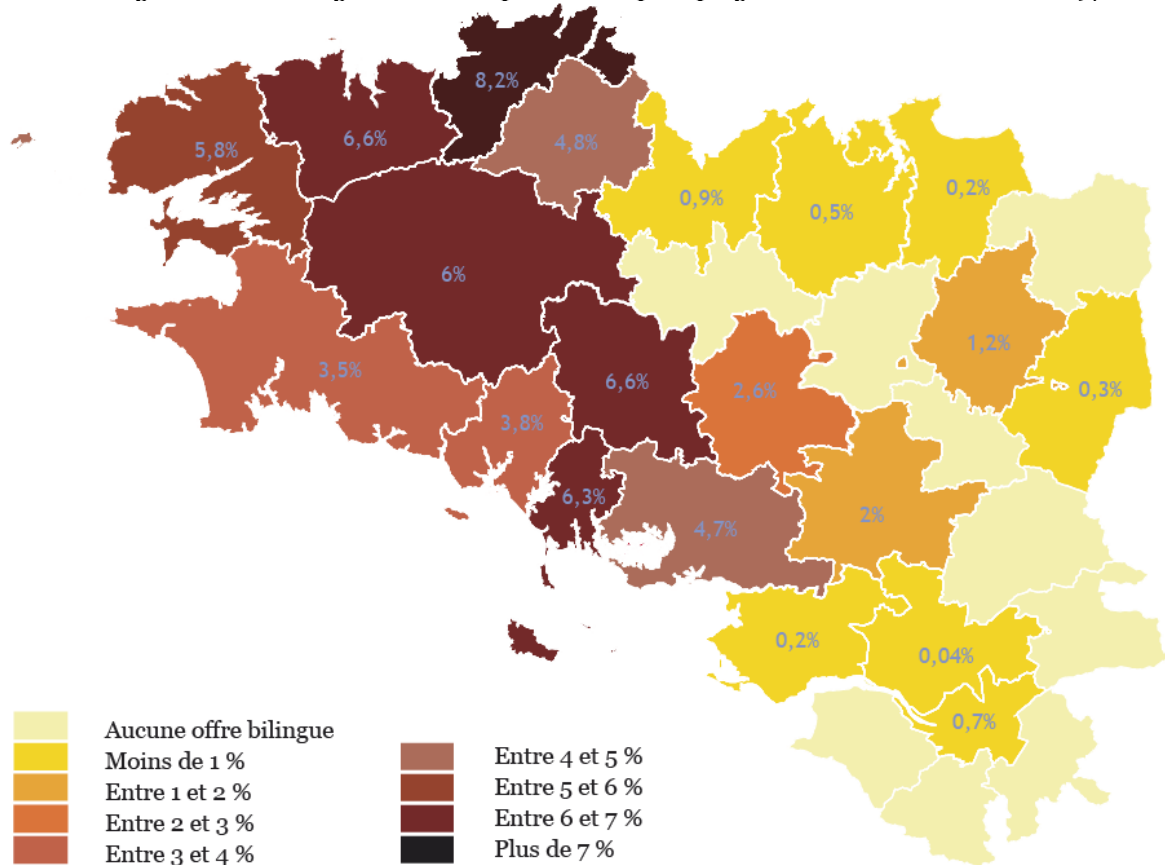 8,2%
5,8%
6,6%
4,8%
0,9%
0,5%
0,2%
6%
3,5%
3,8%
6,6%
2,6%
1,2%
0,3%
6,3%
4,7%
2%
0,2%
0,04%
0,7%
Aucune offre bilingue
Moins de 1 %
Entre 1 et 2 %
Entre 2 et 3 %
Entre 3 et 4 %
Entre 4 et 5 %
Entre 5 et 6 %
Entre 6 et 7 %
Plus de 7 %